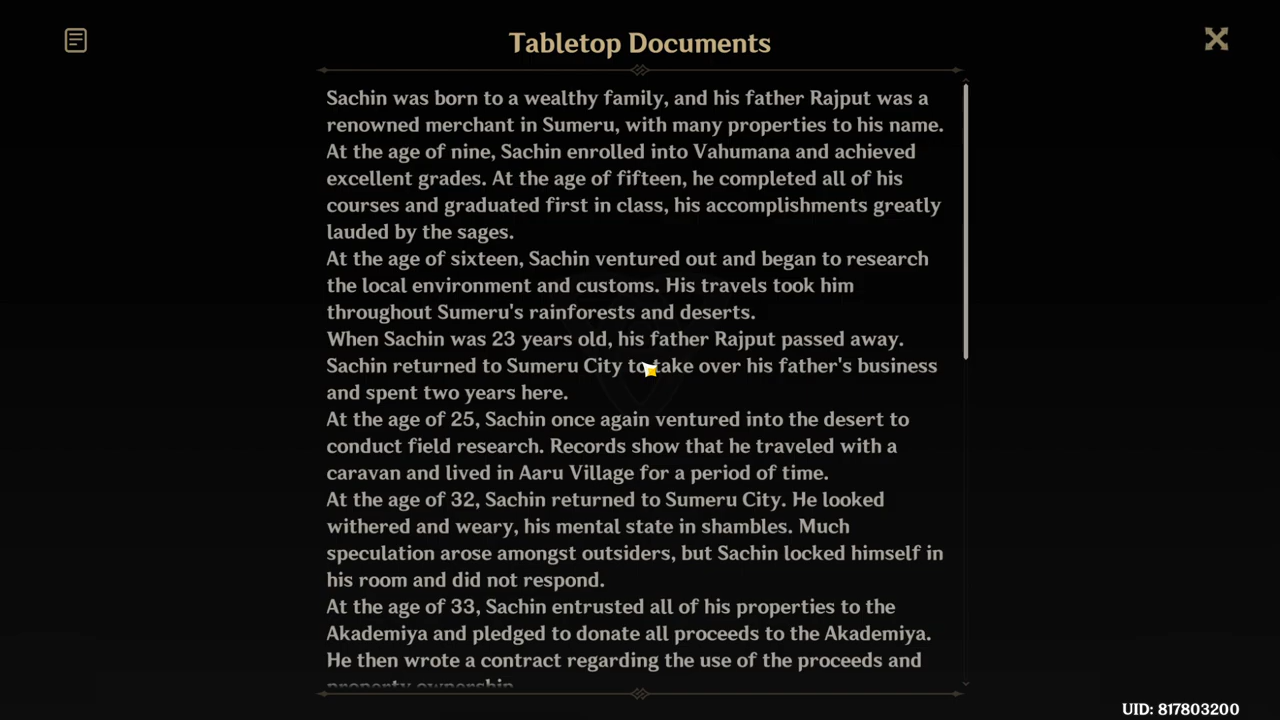 Tabletop Documents
Sachin was born to a wealthy family, and his father Rajput was a
renowned merchant in Sumeru, with many properties to his name.
At the age of nine, Sachin enrolled into Vahumana and achieved
excellent grades. At the age of fifteen, he completed all of his
courses and graduated first in class, his accomplishments greatly
lauded by the sages.
At the age of sixteen, Sachin ventured out and began to research
the local environment and customs. His travels took him
throughout Sumeru's rainforests and deserts.
When Sachin was 23 years old, his father Rajput passed away.
Sachin returned to Sumeru City to take over his father's business
and spent two years here.
At the age of 25, Sachin once again ventured into the desert to
conduct field research. Records show that he traveled with a
caravan and lived in Aaru Village for a period of time.
At the age of 32, Sachin returned to Sumeru City. He looked
withered and weary, his mental state in shambles. Much
speculation arose amongst outsiders, but Sachin locked himself in
his room and did not respond.
At the age of 33, Sachin entrusted all of his properties to the
Akademiya and pledged to donate all proceeds to the Akademiya.
He then wrote a contract regarding the use of the proceeds and
property ownership.
UID: 817803200